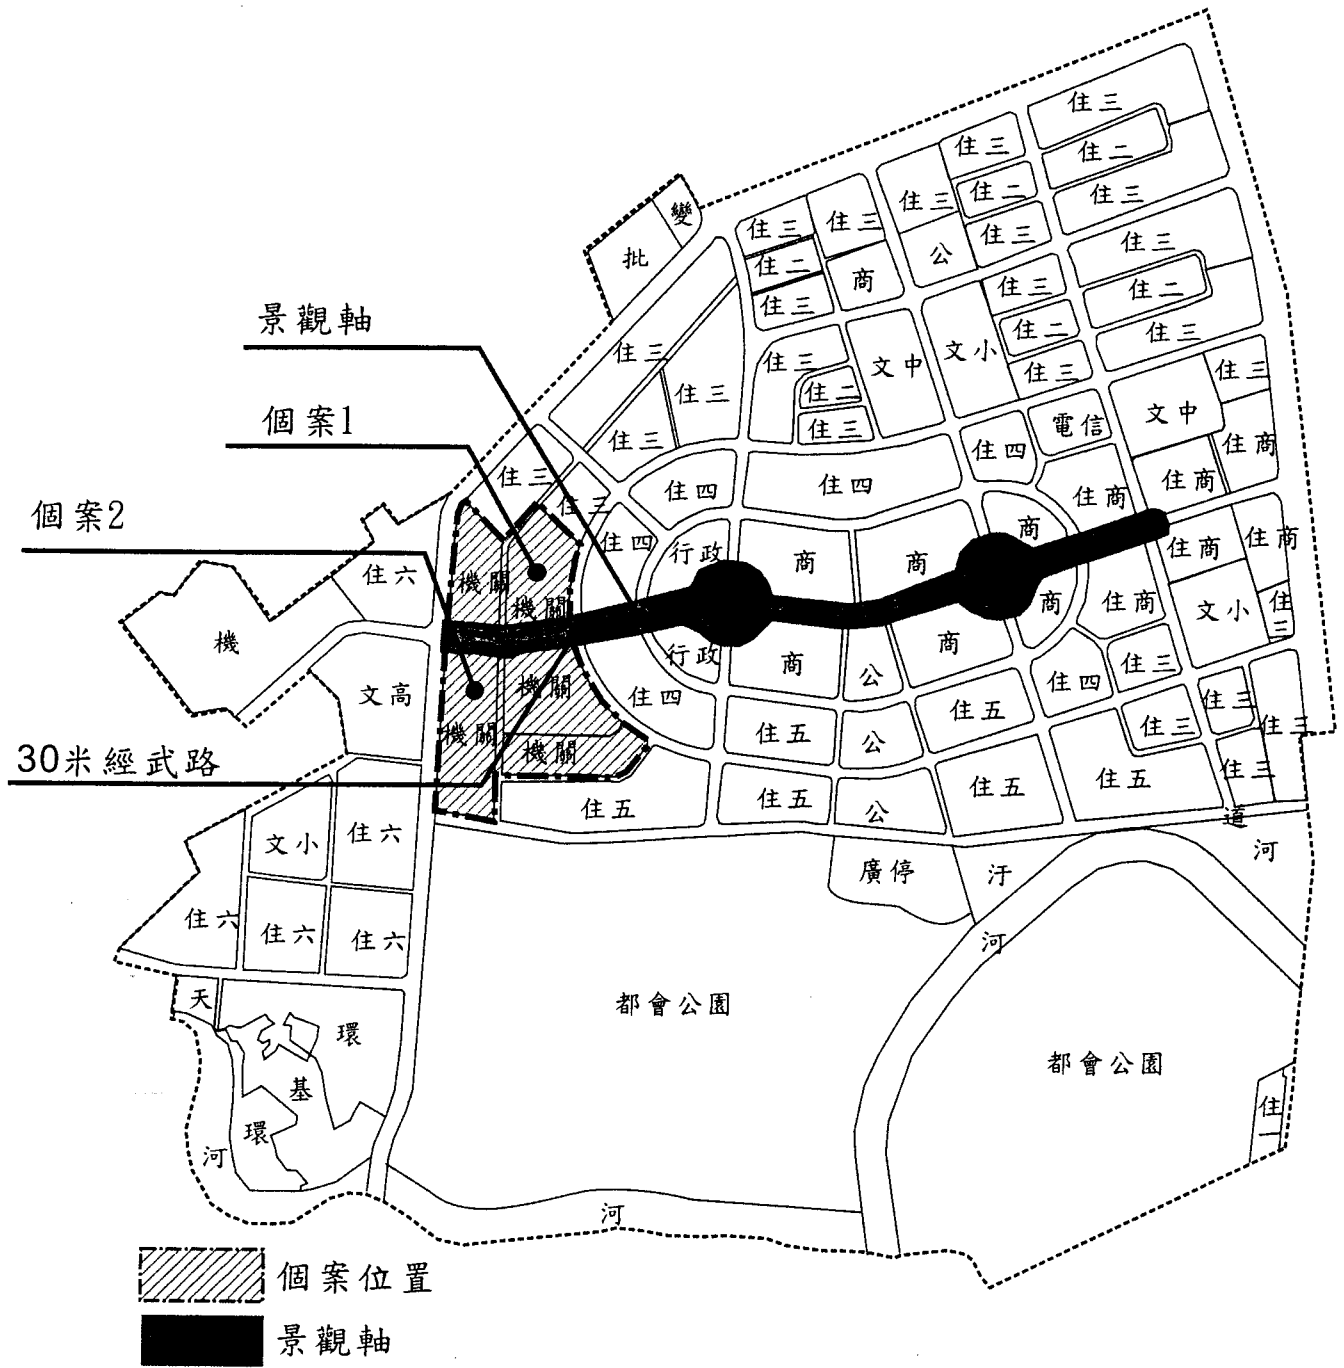 住三
住二
住三
住三
住二
住三
住三
住三
住二
住三
住三
住三
公
商
住三
住二
住三
變
批
住三
住二
住三
住三
住二
住三
景觀軸
個案1
個案2
30米經武路
住三
住三
住三
住三
住三
住三
住二
住三
文中
文小
電信
文中
住三
住商
住商
住商
住四
住四
住四
住四
行政
商
商
商
住商
住商
住商
文小
住三
機關
機關
機關
機關
機關
住六
機
文高
行政
商
商
商
公
住四
住四
住三
住三
住三
住三
住三
住五
公
住五
住五
住五
住五
公
住五
文小
住六
住六
住六
住六
廣停
汙
道
河
河
天
環
基
環
河
都會公園
都會公園
住
河
個案位置
景觀軸